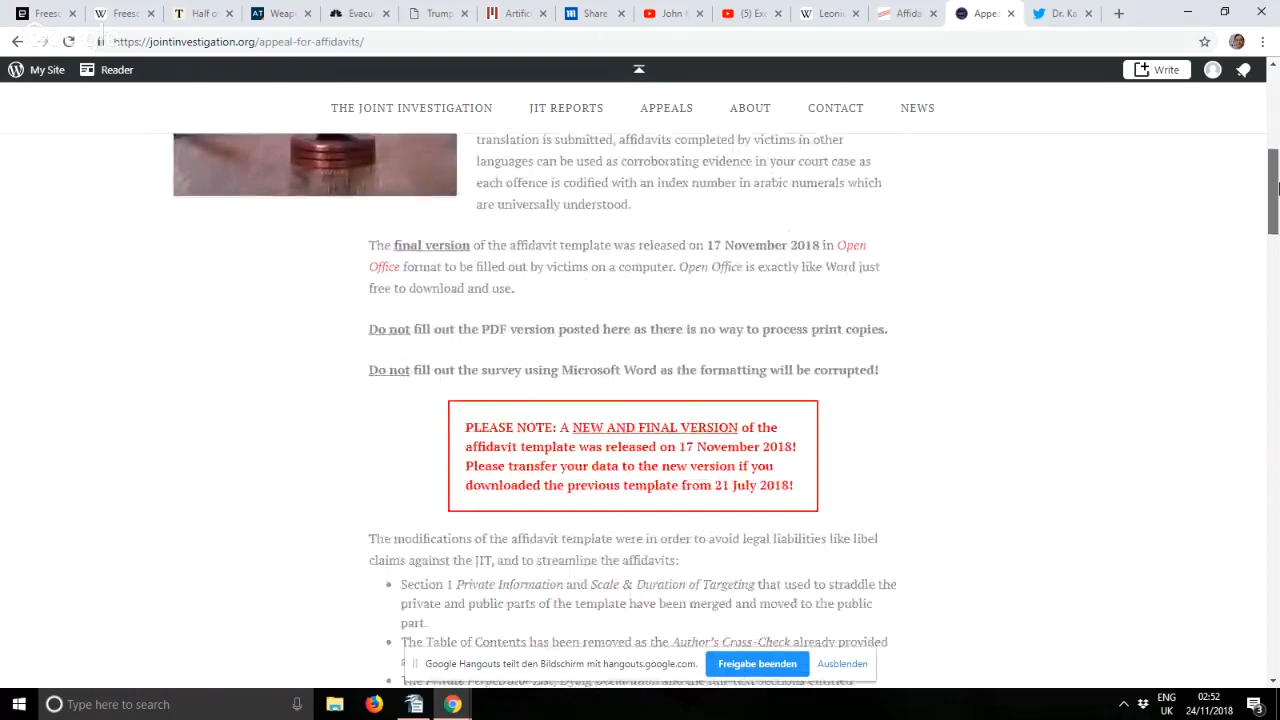 Freesc
Freesc
Half a
Weap
Evacu
Trump
Artific
Share
John H
(5) Exc
Leonic
Affida
Appea
Dr. Ka
https://jointinvestigation.org/appeal-for-affidavits/
My Site
Reader
Write
THE JOINT INVESTIGATION
JIT REPORTS
APPEALS
ABOUT
CONTACT
NEWS
translation is submitted, affidavits completed by victims in other
languages can be used as corroborating evidence in your court case as
each offence is codified with an index number in arabic numerals which
are universally understood.
The final version of the affidavit template was released on 17 November 2018 in Open
Office format to be filled out by victims on a computer. Open Office is exactly like Word just
free to download and use.
Do not fill out the PDF version posted here as there is no way to process print copies.
Do not fill out the survey using Microsoft Word as the formatting will be corrupted!
PLEASE NOTE: A NEW AND FINAL VERSION of the
affidavit template was released on 17 November 2018!
Please transfer your data to the new version if you
downloaded the previous template from 21 July 2018!
The modifications of the affidavit template were in order to avoid legal liabilities like libel
claims against the JIT, and to streamline the affidavits:
Section 1 Private Information and Scale & Duration of Targeting that used to straddle the
private and public parts of the template have been merged and moved to the public
part.
The Table of Contents has been removed as the Author's Cross-Check already provided
Google Hangouts teilt den Bildschirm mit hangouts.google.com.
Freigabe beenden
Ausblenden
Type here to search
ENG
UK
02:52
24/11/2018
3